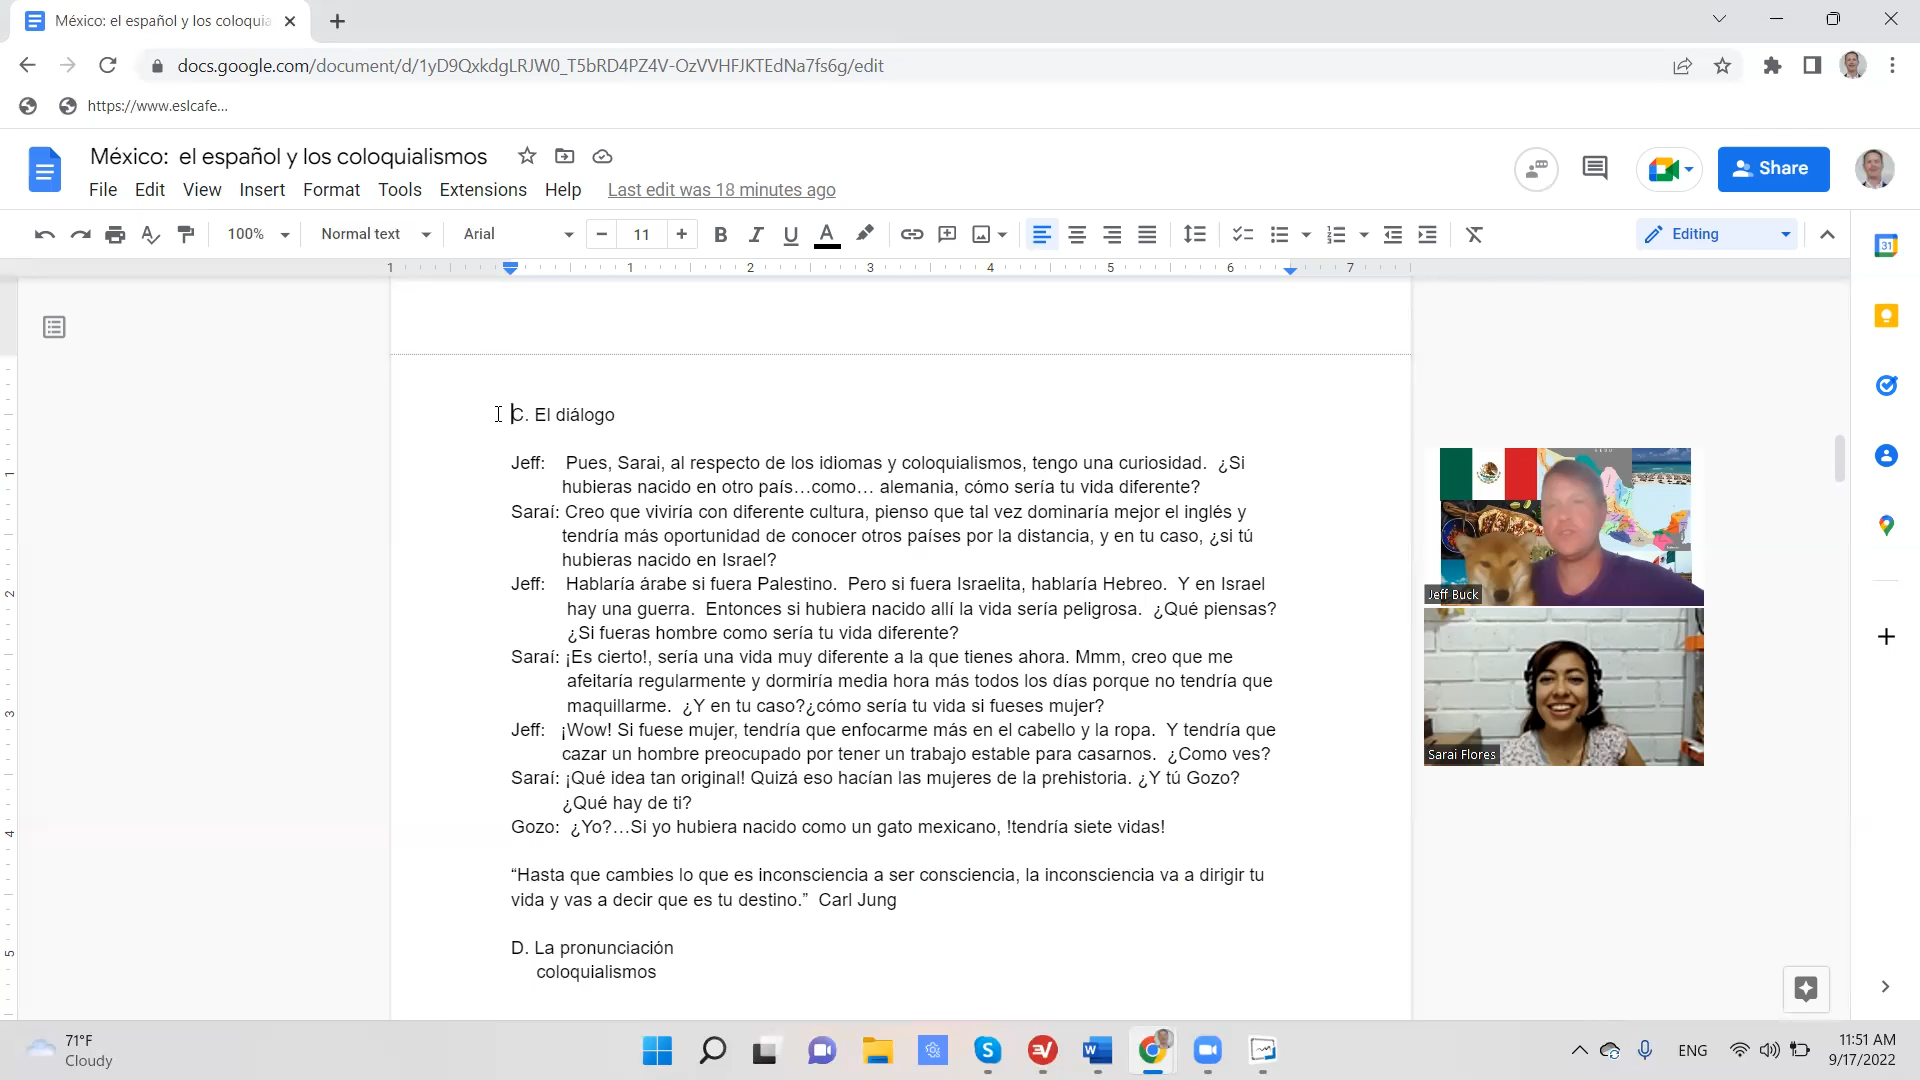 México: el español y los coloquia
docs.google.com/document/d/1yD9QxkdgLRJW0_T5bRD4PZ4V-OzVVHFJKTEdNa7fs6g/edit
https://www.eslcafe...
México: el español y los coloquialismos
Share
File Edit View Insert Format Tools Extensions Help Last edit was 18 minutes ago
100% Normal text Arial 11 B I U A Editing
1 1 2 3 4 5 6 7
C. El diálogo
Jeff: Pues, Sarai, al respecto de los idiomas y coloquialismos, tengo una curiosidad. ¿Si
hubieras nacido en otro país…como… alemania, cómo sería tu vida diferente?
Saraí: Creo que viviría con diferente cultura, pienso que tal vez dominaría mejor el inglés y
tendría más oportunidad de conocer otros países por la distancia, y en tu caso, ¿si tú
hubieras nacido en Israel?
Jeff: Hablaría árabe si fuera Palestino. Pero si fuera Israelita, hablaría Hebreo. Y en Israel
hay una guerra. Entonces si hubiera nacido allí la vida sería peligrosa. ¿Qué piensas?
¿Si fueras hombre como sería tu vida diferente?
Saraí: ¡Es cierto!, sería una vida muy diferente a la que tienes ahora. Mmm, creo que me
afeitaría regularmente y dormiría media hora más todos los días porque no tendría que
maquillarme. ¿Y en tu caso?¿cómo sería tu vida si fueses mujer?
Jeff: ¡Wow! Si fuese mujer, tendría que enfocarme más en el cabello y la ropa. Y tendría que
cazar un hombre preocupado por tener un trabajo estable para casarnos. ¿Como ves?
Saraí: ¡Qué idea tan original! Quizá eso hacían las mujeres de la prehistoria. ¿Y tú Gozo?
¿Qué hay de ti?
Gozo: ¿Yo?…Si yo hubiera nacido como un gato mexicano, !tendría siete vidas!
“Hasta que cambies lo que es inconsciencia a ser consciencia, la inconsciencia va a dirigir tu
vida y vas a decir que es tu destino.” Carl Jung
D. La pronunciación
coloquialismos
1
2
3
4
5
Jeff Buck
Sarai Flores
31
71°F
Cloudy
ENG
11:51 AM
9/17/2022